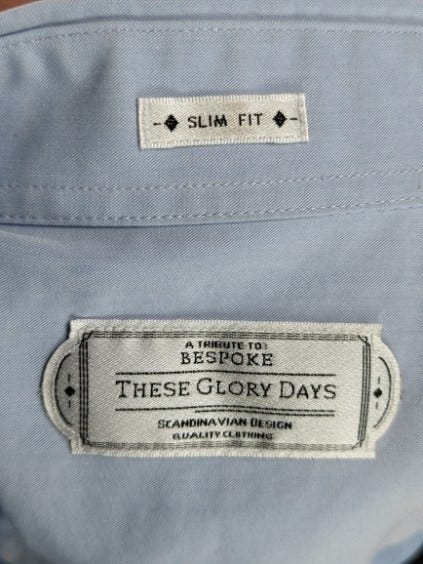 SLIM FIT
A TRIBUTE TO:
BESPOKE
THESE GLORY DAYS
SCANDINAVIAN DESIGN
QUALITY CLOTHING